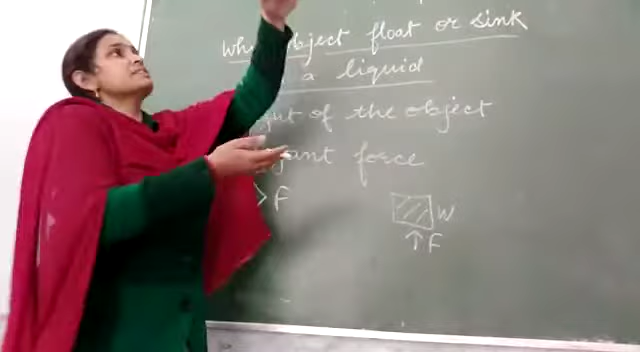 object float or sink
a liquid
of the object
force
> F
W
↑ F